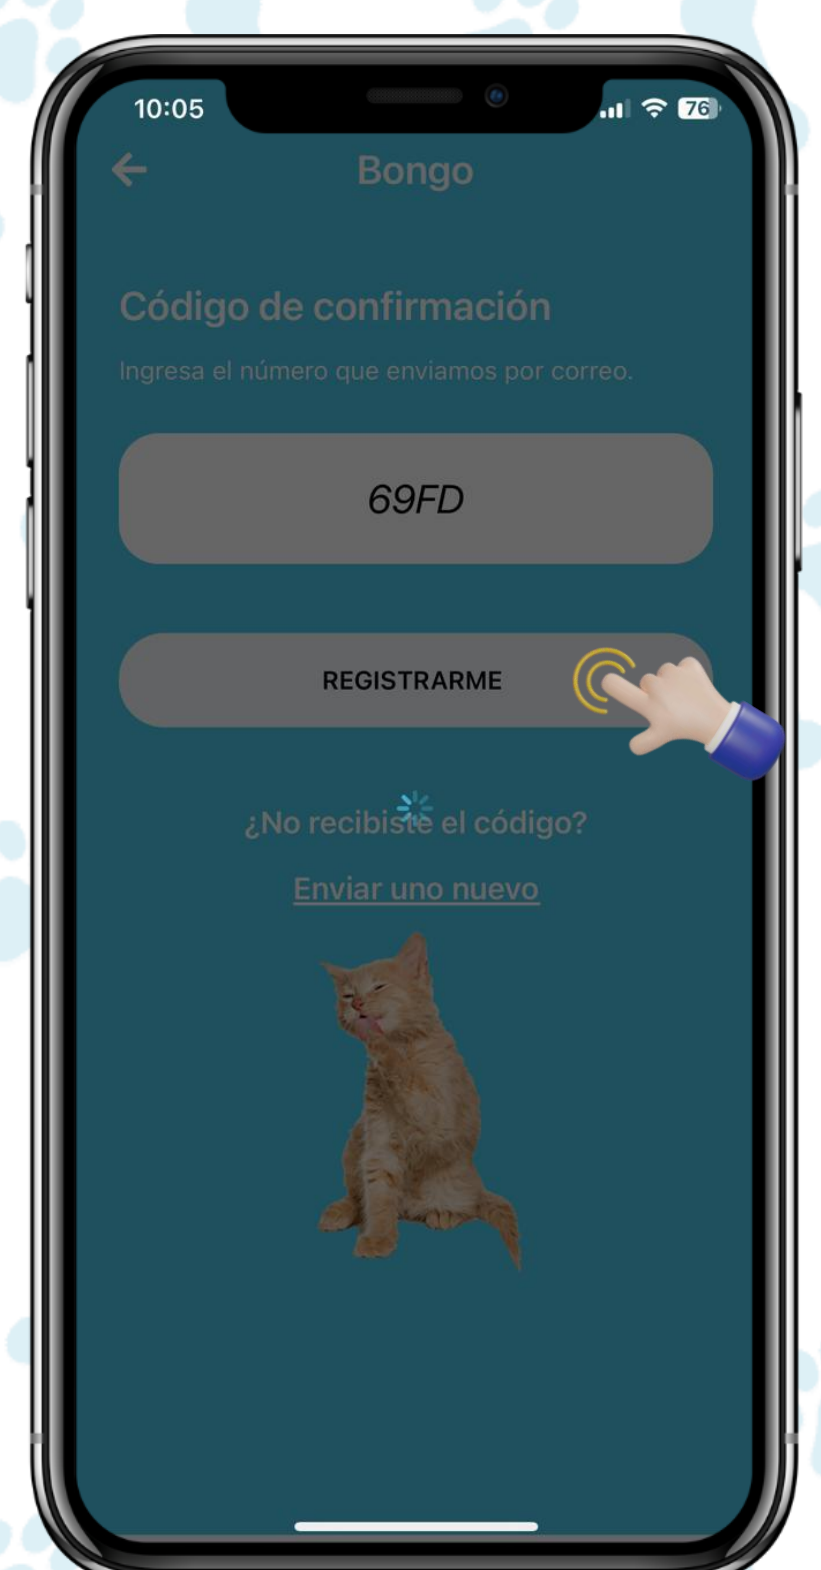 10:05
76
Bongo
Código de confirmación
Ingresa el número que enviamos por correo.
69FD
REGISTRARME
¿No recibiste el código?
Enviar uno nuevo